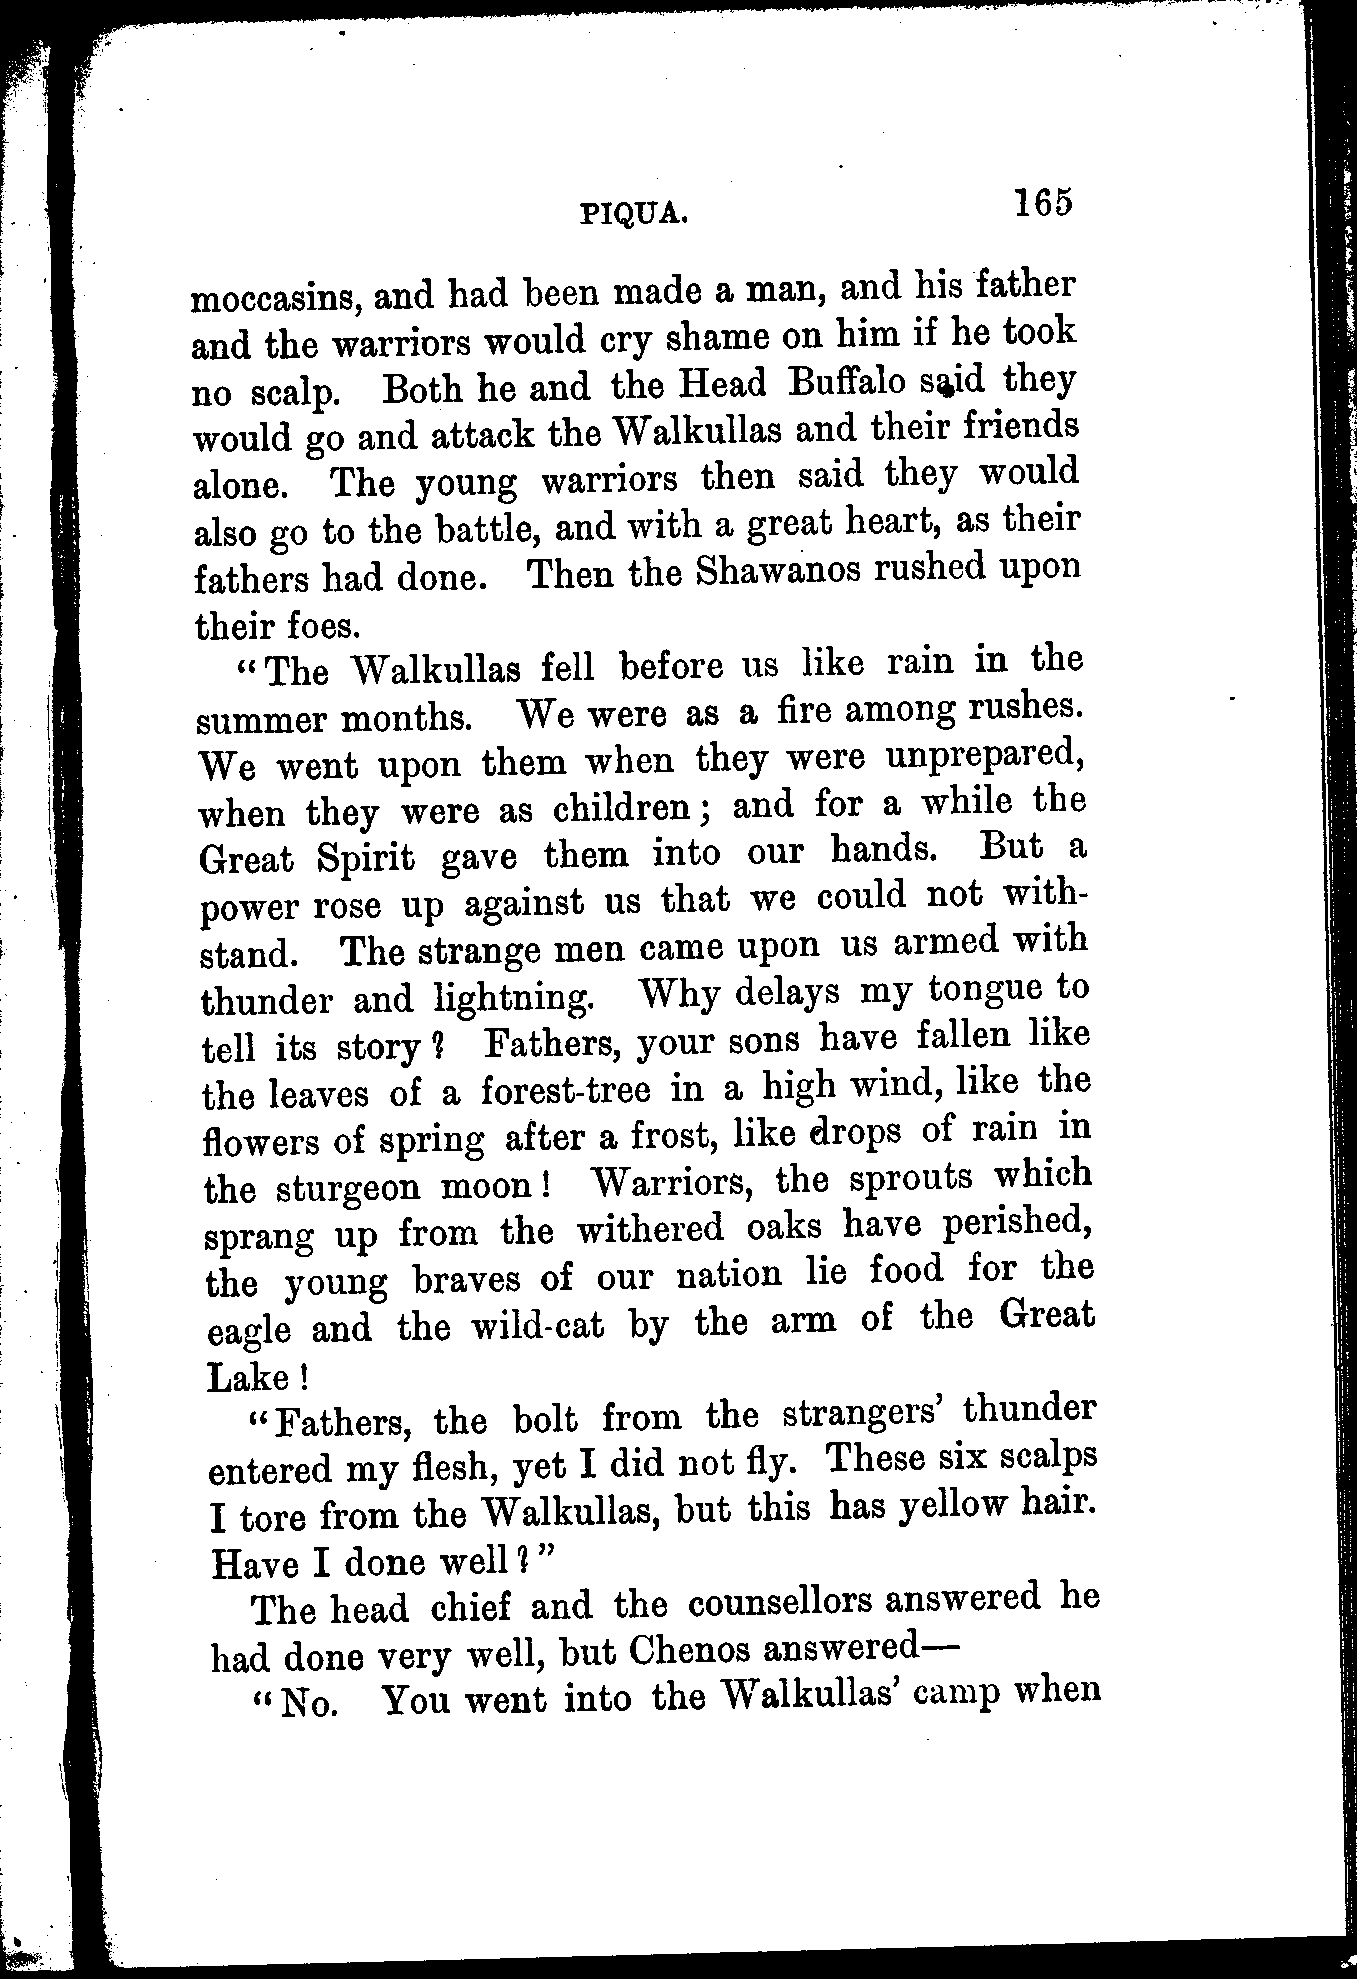 PIQUA. 165
moccasins, and had been made a man, and his father
and the warriors would cry shame on him if he took
no scalp. Both he and the Head Buffalo said they
would go and attack the Walkullas and their friends
alone. The young warriors then said they would
also go to the battle, and with a great heart, as their
fathers had done. Then the Shawanos rushed upon
their foes.
“The Walkullas fell before us like rain in the
summer months. We were as a fire among rushes.
We went upon them when they were unprepared,
when they were as children; and for a while the
Great Spirit gave them into our hands. But a
power rose up against us that we could not with-
stand. The strange men came upon us armed with
thunder and lightning. Why delays my tongue to
tell its story? Fathers, your sons have fallen like
the leaves of a forest-tree in a high wind, like the
flowers of spring after a frost, like drops of rain in
the sturgeon moon! Warriors, the sprouts which
sprang up from the withered oaks have perished,
the young braves of our nation lie food for the
eagle and the wild-cat by the arm of the Great
Lake!
“Fathers, the bolt from the strangers’ thunder
entered my flesh, yet I did not fly. These six scalps
I tore from the Walkullas, but this has yellow hair.
Have I done well?”
The head chief and the counsellors answered he
had done very well, but Chenos answered—
“No. You went into the Walkullas’ camp when